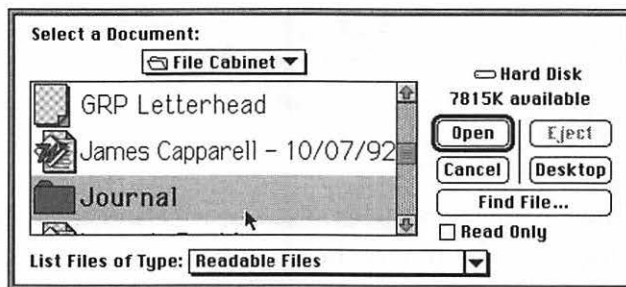 Select a Document:
File Cabinet
Hard Disk
7815K available
GRP Letterhead
James Capparell - 10/07/92
Journal
Open
Eject
Cancel
Desktop
Find File...
Read Only
List Files of Type: Readable Files